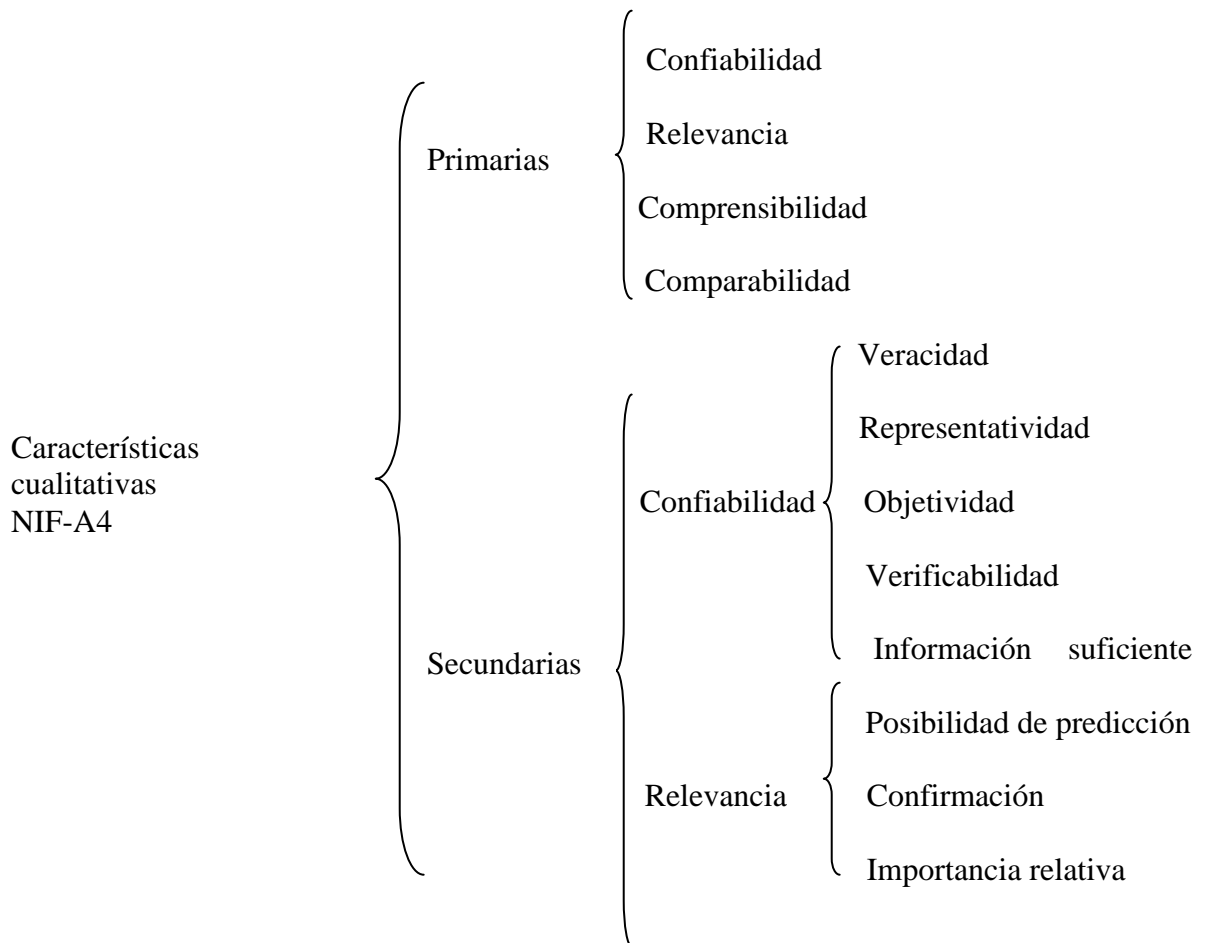 Características
cualitativas
NIF-A4
Primarias
Confiabilidad
Relevancia
Comprensibilidad
Comparabilidad
Secundarias
Confiabilidad
Veracidad
Representatividad
Objetividad
Verificabilidad
Información suficiente
Relevancia
Posibilidad de predicción
Confirmación
Importancia relativa